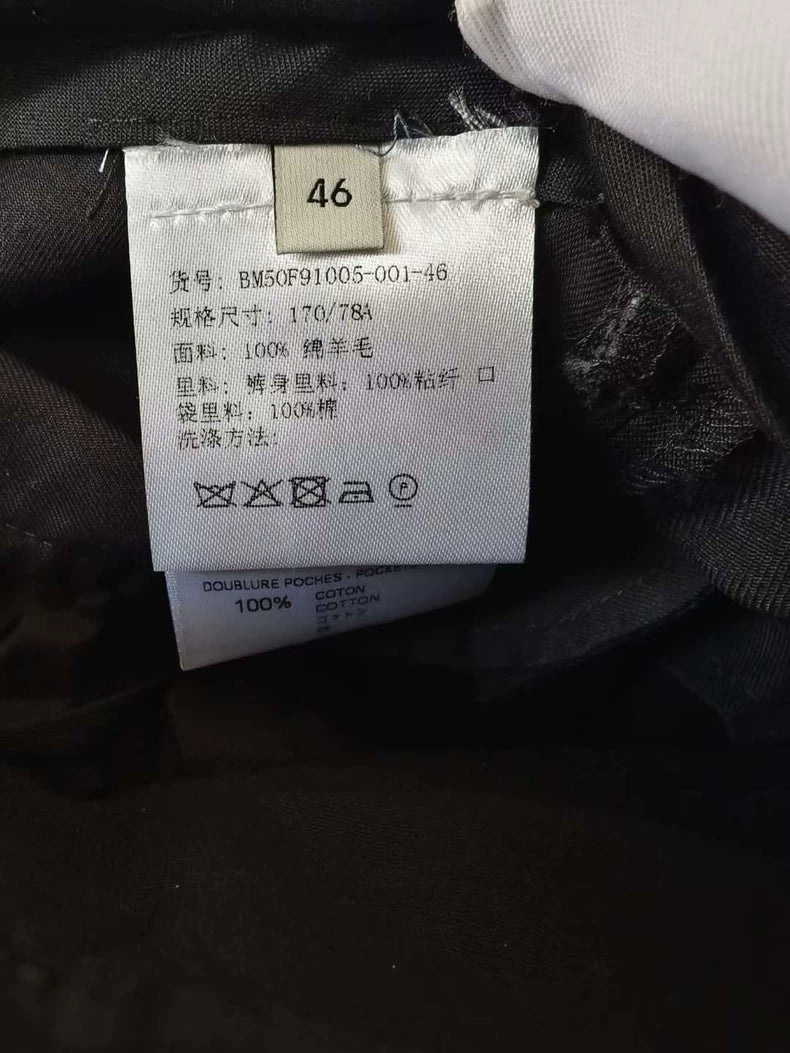 46
货号: BM50F91005-001-46
规格尺寸: 170/78A
面料: 100% 绵羊毛
里料: 裤身里料: 100%粘纤 口
袋里料: 100%棉
洗涤方法:
P
DOUBLURE POCHES - POCKET
100% COTON
COTTON